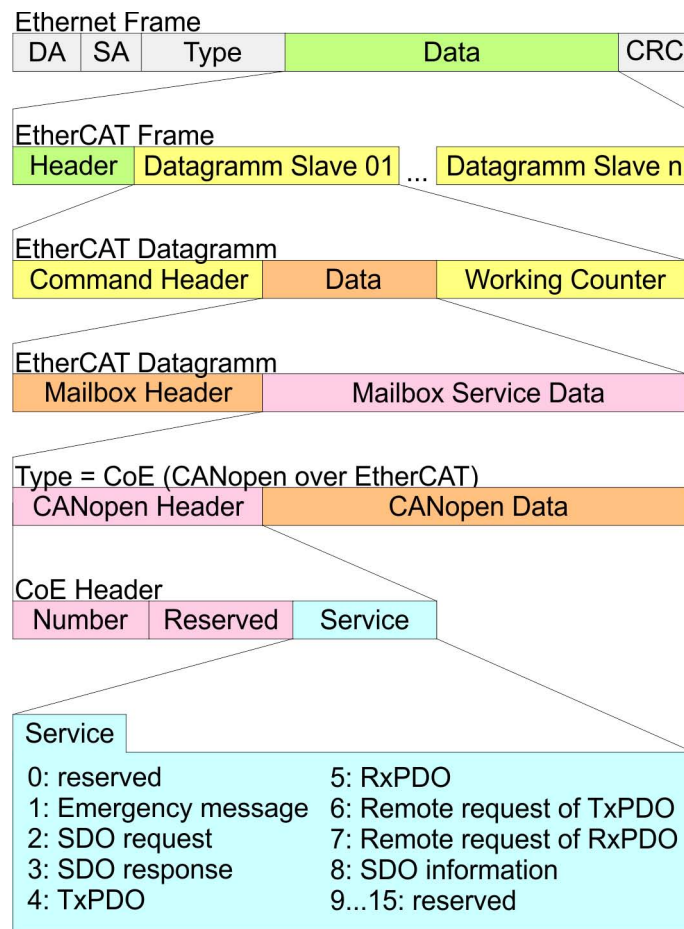 Ethernet Frame
DA SA Type Data CRC
EtherCAT Frame
Header Datagramm Slave 01 ... Datagramm Slave n
EtherCAT Datagramm
Command Header Data Working Counter
EtherCAT Datagramm
Mailbox Header Mailbox Service Data
Type = CoE (CANopen over EtherCAT)
CANopen Header CANopen Data
CoE Header
Number Reserved Service
Service
0: reserved
1: Emergency message
2: SDO request
3: SDO response
4: TxPDO
5: RxPDO
6: Remote request of TxPDO
7: Remote request of RxPDO
8: SDO information
9...15: reserved